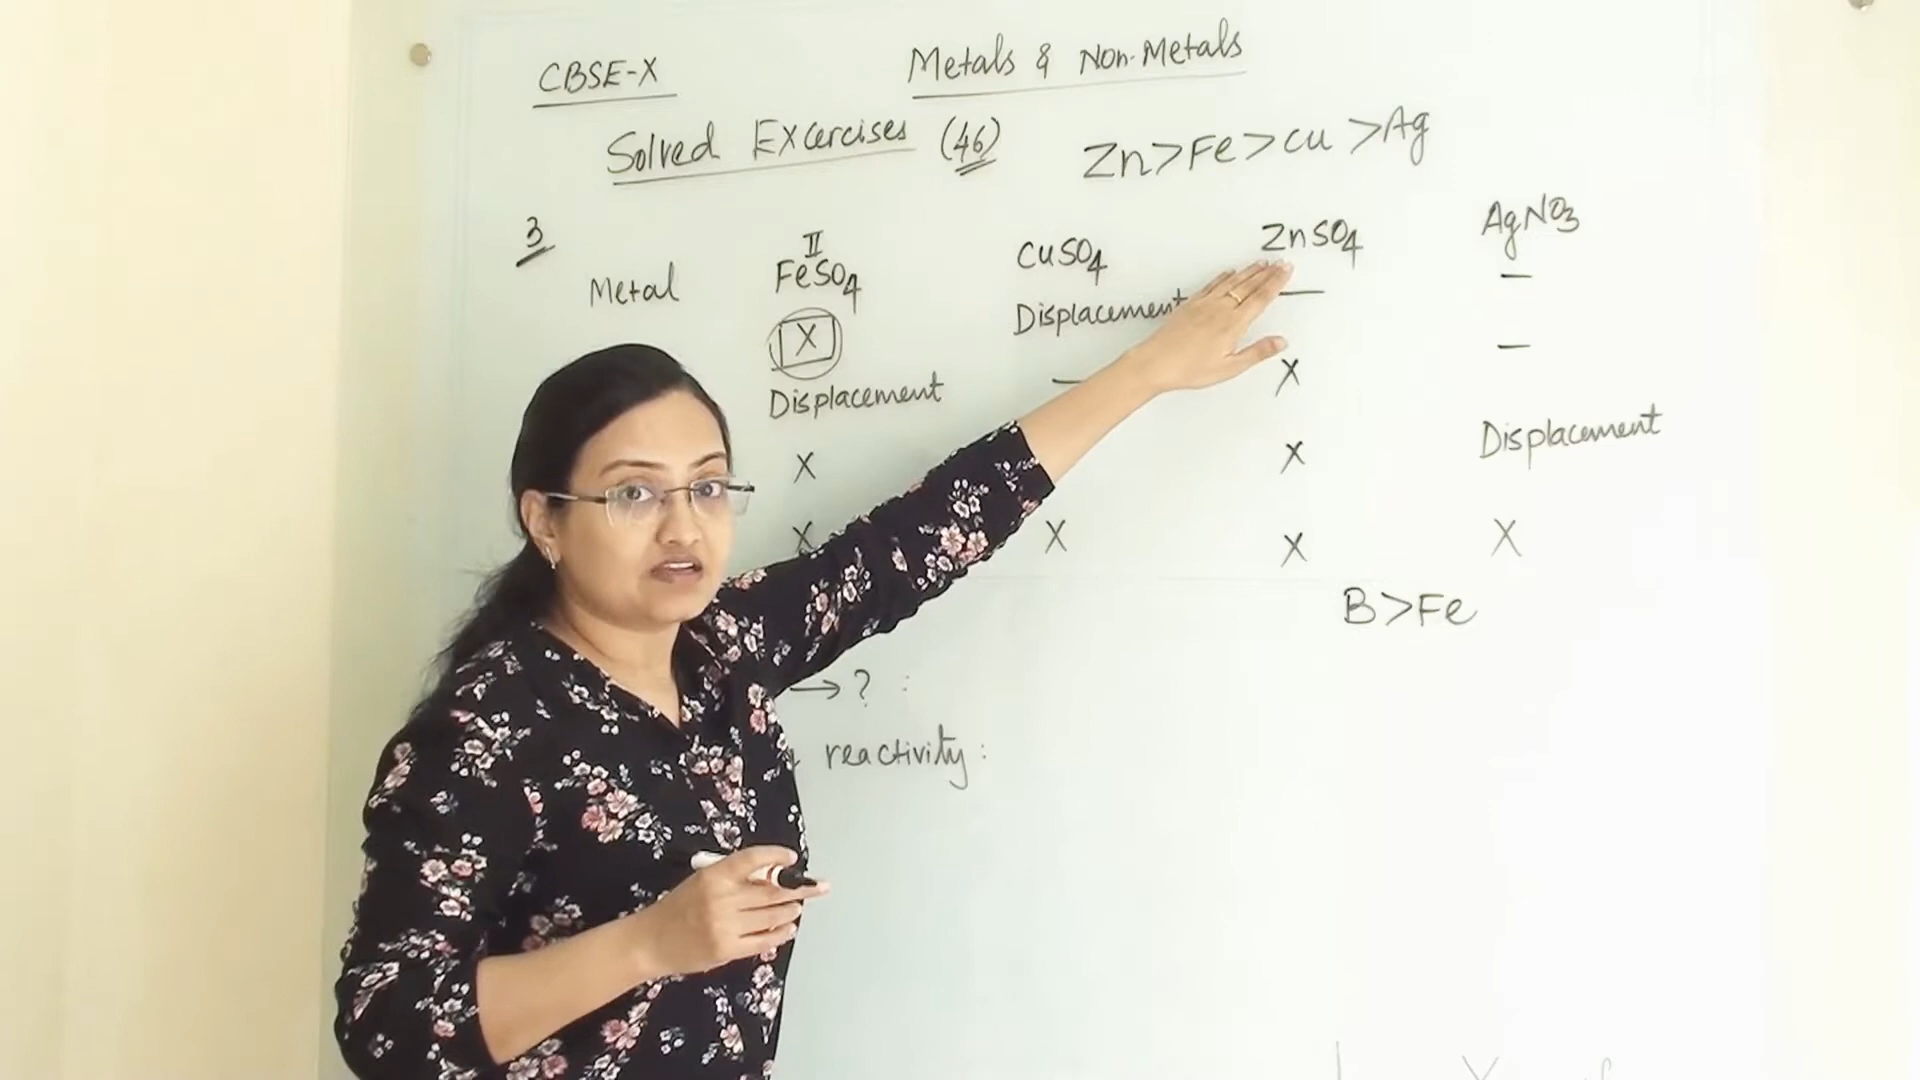 CBSE-X
Metals & Non-Metals
Solved Excercises (46)
Zn>Fe>Cu>Ag
3
Metal
II
FeSO4
CuSO4
ZnSO4
AgNO3
X
Displacement
—
—
Displacement
—
X
—
X
X
Displacement
X
X
X
X
B>Fe
→? :
reactivity: